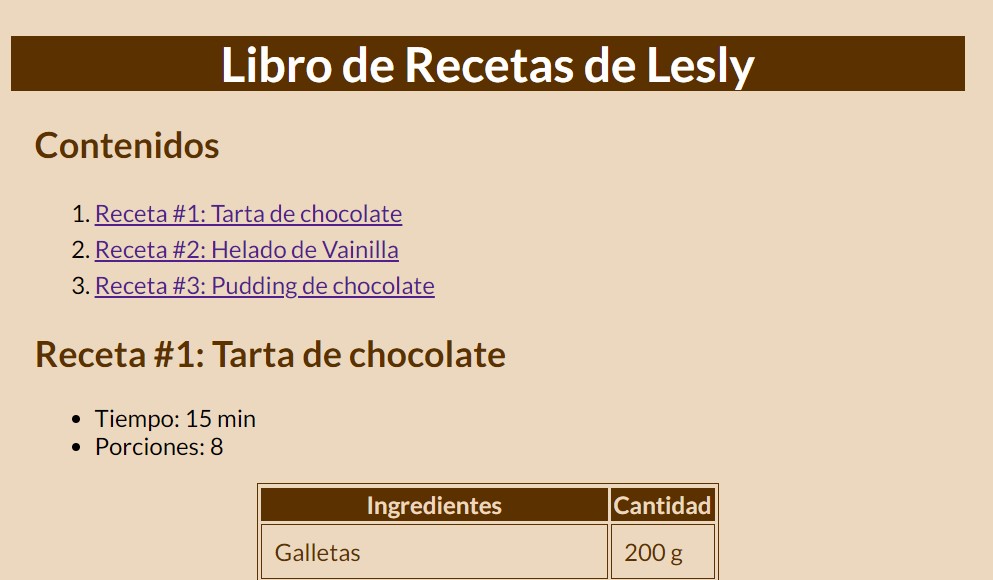 Libro de Recetas de Lesly
Contenidos
1. Receta #1: Tarta de chocolate
2. Receta #2: Helado de Vainilla
3. Receta #3: Pudding de chocolate
Receta #1: Tarta de chocolate
• Tiempo: 15 min
• Porciones: 8
Ingredientes Cantidad
Galletas 200 g